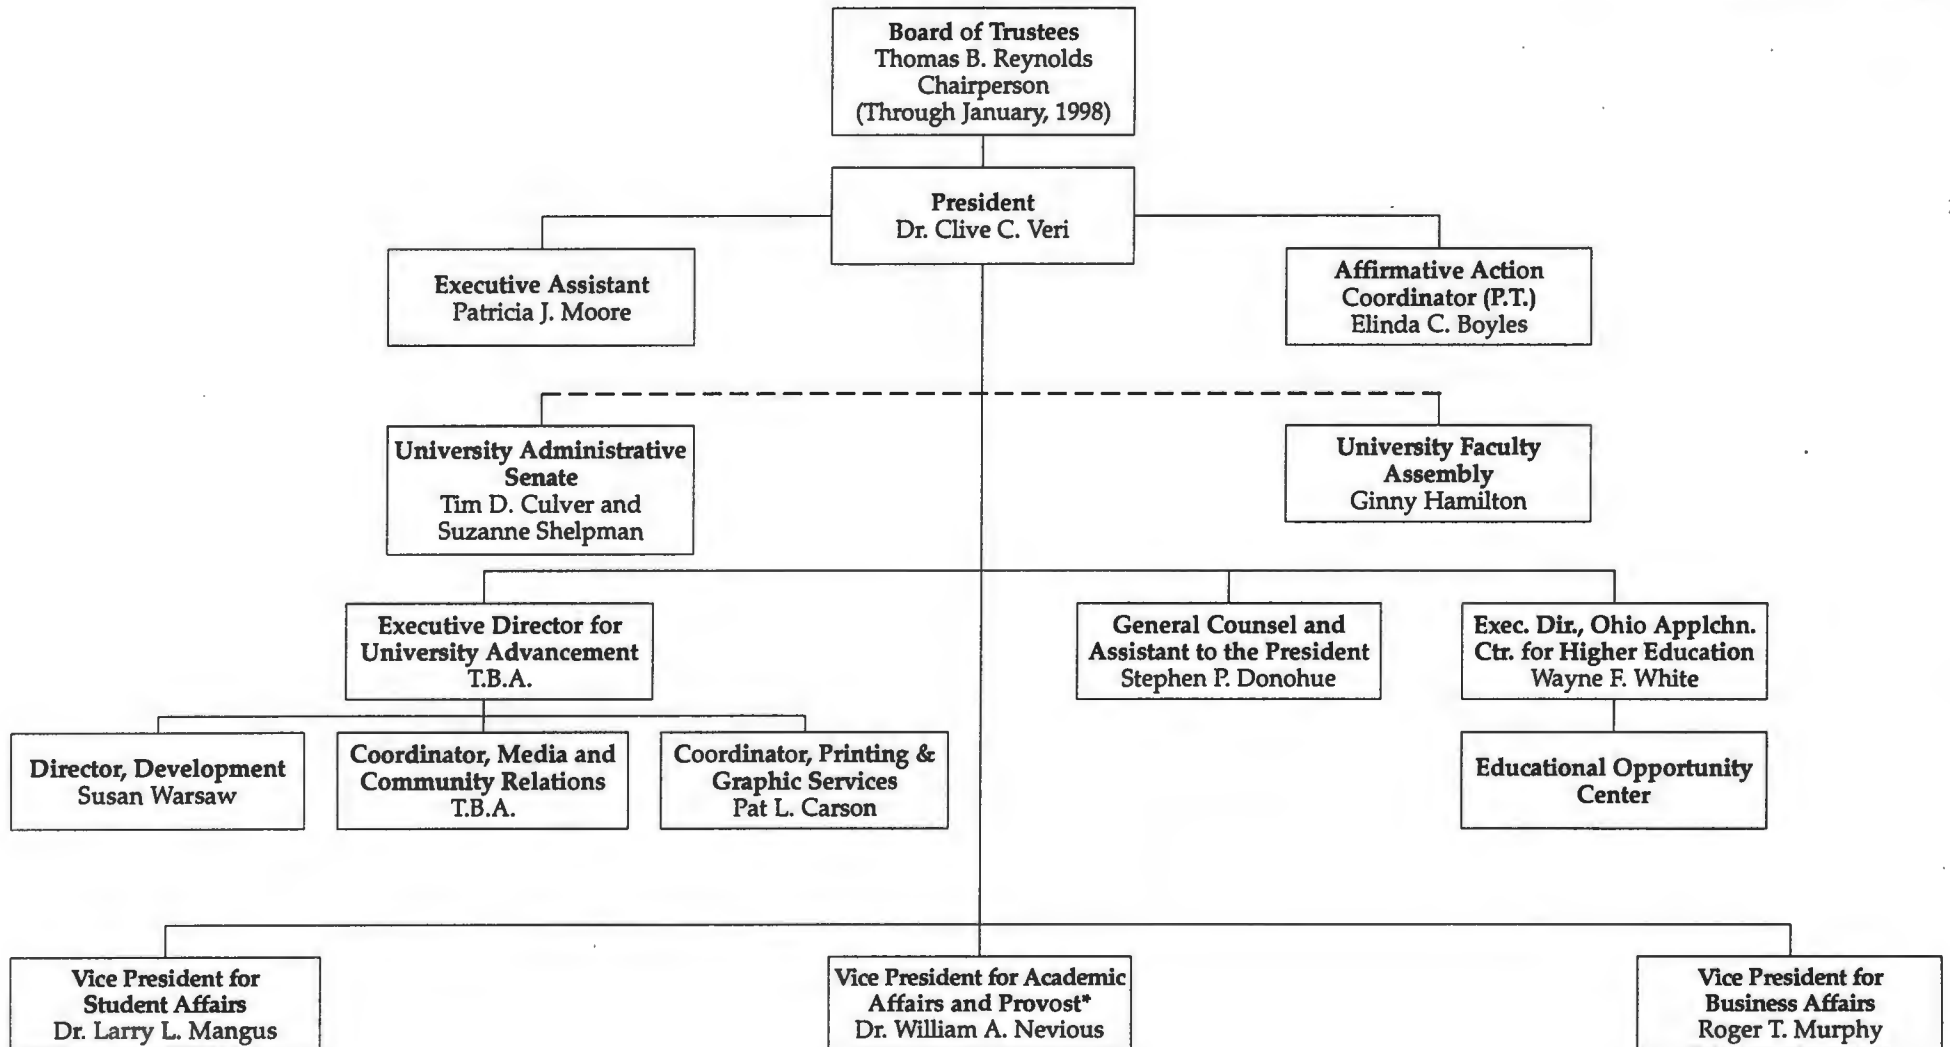 Board of Trustees
Thomas B. Reynolds
Chairperson
(Through January, 1998)
President
Dr. Clive C. Veri
Executive Assistant
Patricia J. Moore
Affirmative Action
Coordinator (P.T.)
Elinda C. Boyles
University Administrative
Senate
Tim D. Culver and
Suzanne Shelpman
University Faculty
Assembly
Ginny Hamilton
Executive Director for
University Advancement
T.B.A.
General Counsel and
Assistant to the President
Stephen P. Donohue
Exec. Dir., Ohio Applchn.
Ctr. for Higher Education
Wayne F. White
Director, Development
Susan Warsaw
Coordinator, Media and
Community Relations
T.B.A.
Coordinator, Printing &
Graphic Services
Pat L. Carson
Educational Opportunity
Center
Vice President for
Student Affairs
Dr. Larry L. Mangus
Vice President for Academic
Affairs and Provost*
Dr. William A. Nevious
Vice President for
Business Affairs
Roger T. Murphy